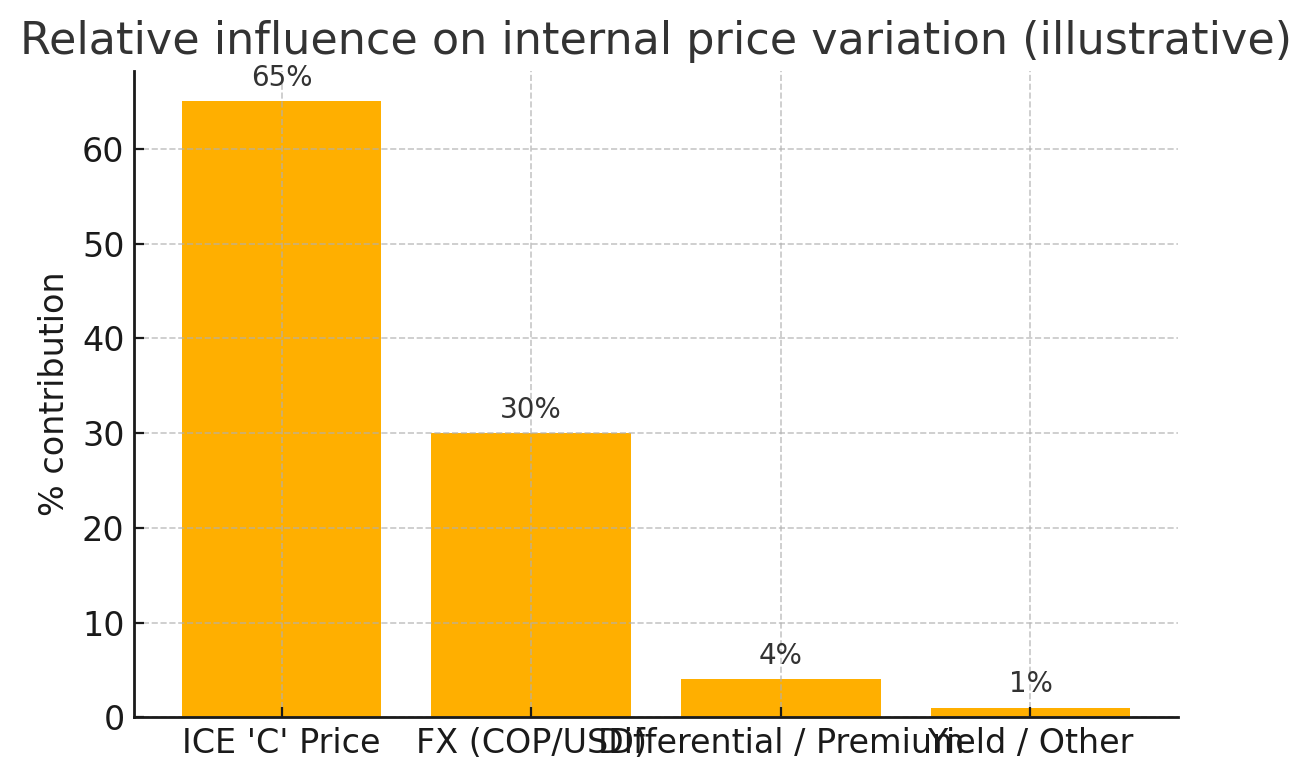 Relative influence on internal price variation (illustrative)
65%
60
50
40
30%
30
20
10
4%
1%
0
% contribution
ICE 'C' Price
FX (COP/USD)
Differential / Premium
Yield / Other